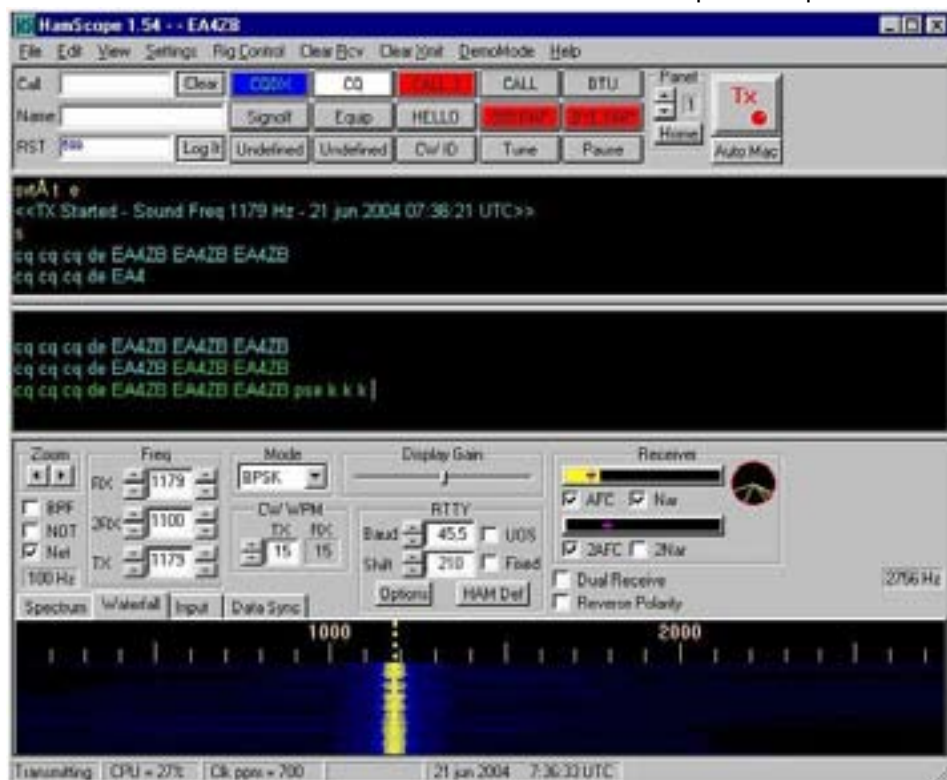 HamScope 1.54 - - EA4ZB
File Edit View Settings Rig Control Clear Rcv Clear Xmit DemoMode Help
Call Clear CQDX CQ CALL BTU Panel 1 Tx
Name Signoff Equip HELLO Home
RST 599 Log It Undefined Undefined CW ID Tune Pause Auto Mac
<<TX Started - Sound Freq 1179 Hz - 21 jun 2004 07:36:21 UTC>>
s
cq cq cq de EA4ZB EA4ZB EA4ZB
cq cq cq de EA4
cq cq cq de EA4ZB EA4ZB EA4ZB
cq cq cq de EA4ZB EA4ZB EA4ZB
cq cq cq de EA4ZB EA4ZB EA4ZB pse k k k
Zoom Freq Mode Display Gain Receiver
RX 1179 BPSK
BPF CW WPM RTTY AFC Nar
NOT 2RX 1100 TX RX Baud 45.5 UOS
Net TX 1179 15 15 Shift 210 Fixed 2AFC 2Nar
100 Hz Options HAM Def Dual Receive 2756 Hz
Spectrum Waterfall Input Data Sync Reverse Polarity
1000 2000
Transmitting CPU = 27% Clk ppm = 700 21 jun 2004 7:36:33 UTC